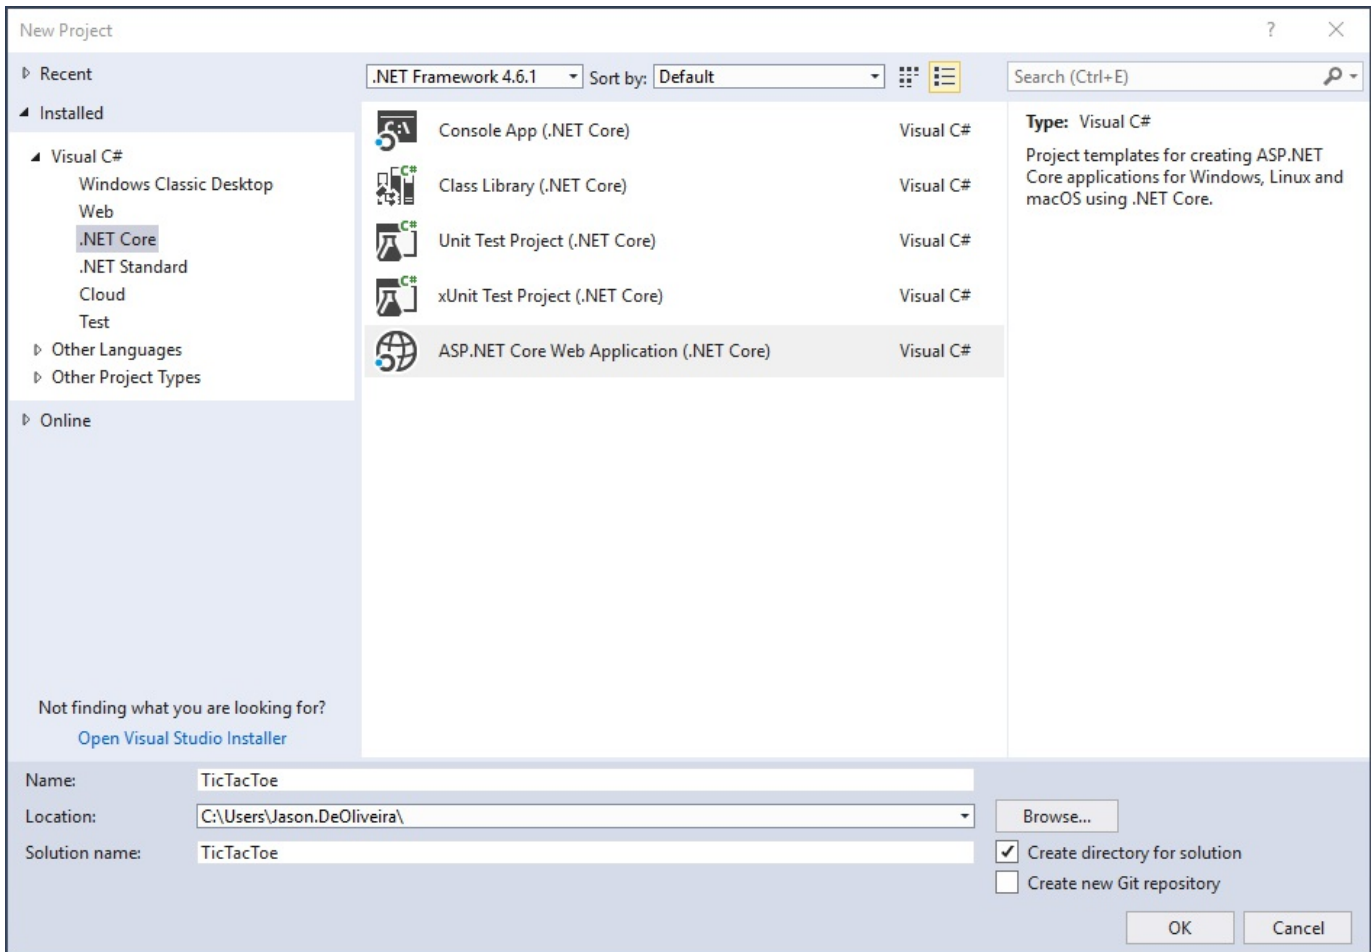 New Project
?
Recent
Installed
Visual C#
Windows Classic Desktop
Web
.NET Core
.NET Standard
Cloud
Test
Other Languages
Other Project Types
Online
Not finding what you are looking for?
Open Visual Studio Installer
.NET Framework 4.6.1 Sort by: Default
Console App (.NET Core) Visual C#
Class Library (.NET Core) Visual C#
Unit Test Project (.NET Core) Visual C#
xUnit Test Project (.NET Core) Visual C#
ASP.NET Core Web Application (.NET Core) Visual C#
Search (Ctrl+E)
Type: Visual C#
Project templates for creating ASP.NET
Core applications for Windows, Linux and
macOS using .NET Core.
Name: TicTacToe
Location: C:\Users\Jason.DeOliveira\ Browse...
Solution name: TicTacToe
Create directory for solution
Create new Git repository
OK Cancel